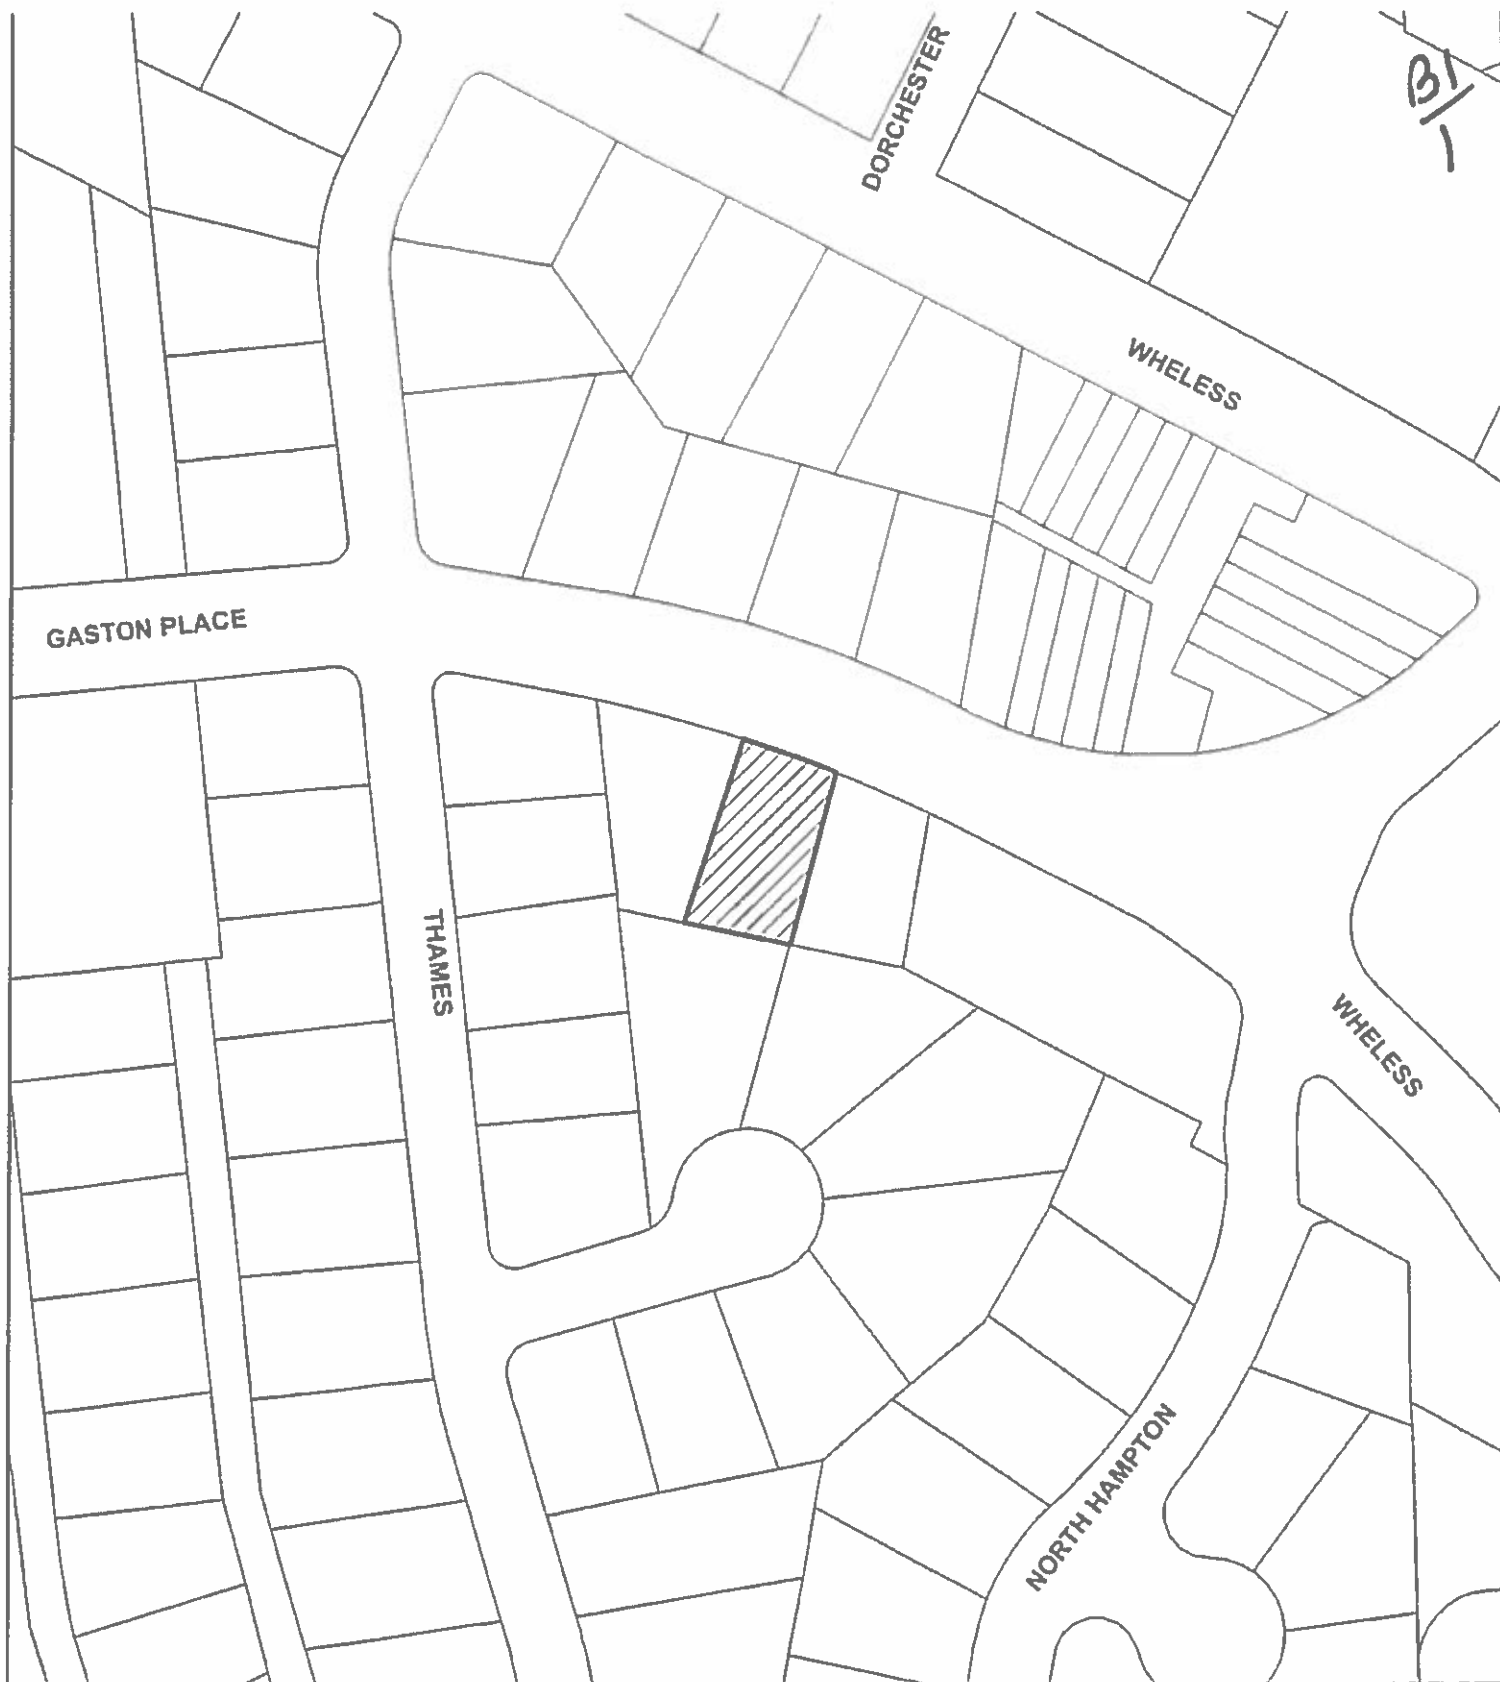 DORCHESTER
B1/1
WHELESS
GASTON PLACE
THAMES
WHELESS
NORTH HAMPTON